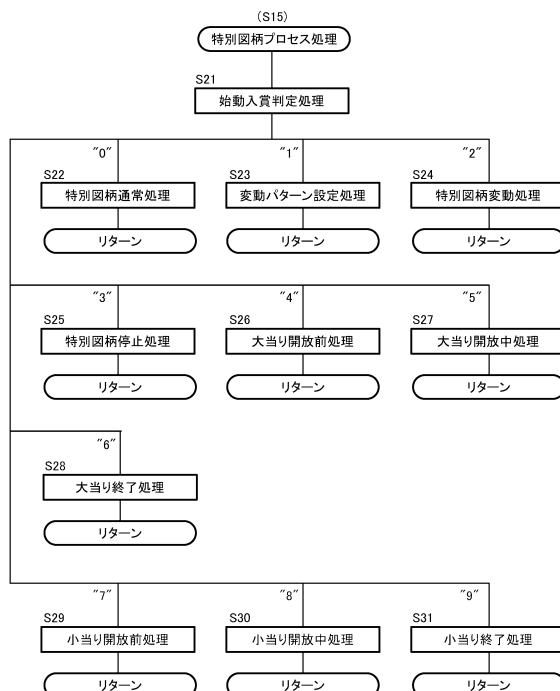 (S15)
特別図柄プロセス処理
S21
始動入賞判定処理
"0" "1" "2"
S22 S23 S24
特別図柄通常処理 変動パターン設定処理 特別図柄変動処理
リターン リターン リターン
"3" "4" "5"
S25 S26 S27
特別図柄停止処理 大当り開放前処理 大当り開放中処理
リターン リターン リターン
"6"
S28
大当り終了処理
リターン
"7" "8" "9"
S29 S30 S31
小当り開放前処理 小当り開放中処理 小当り終了処理
リターン リターン リターン